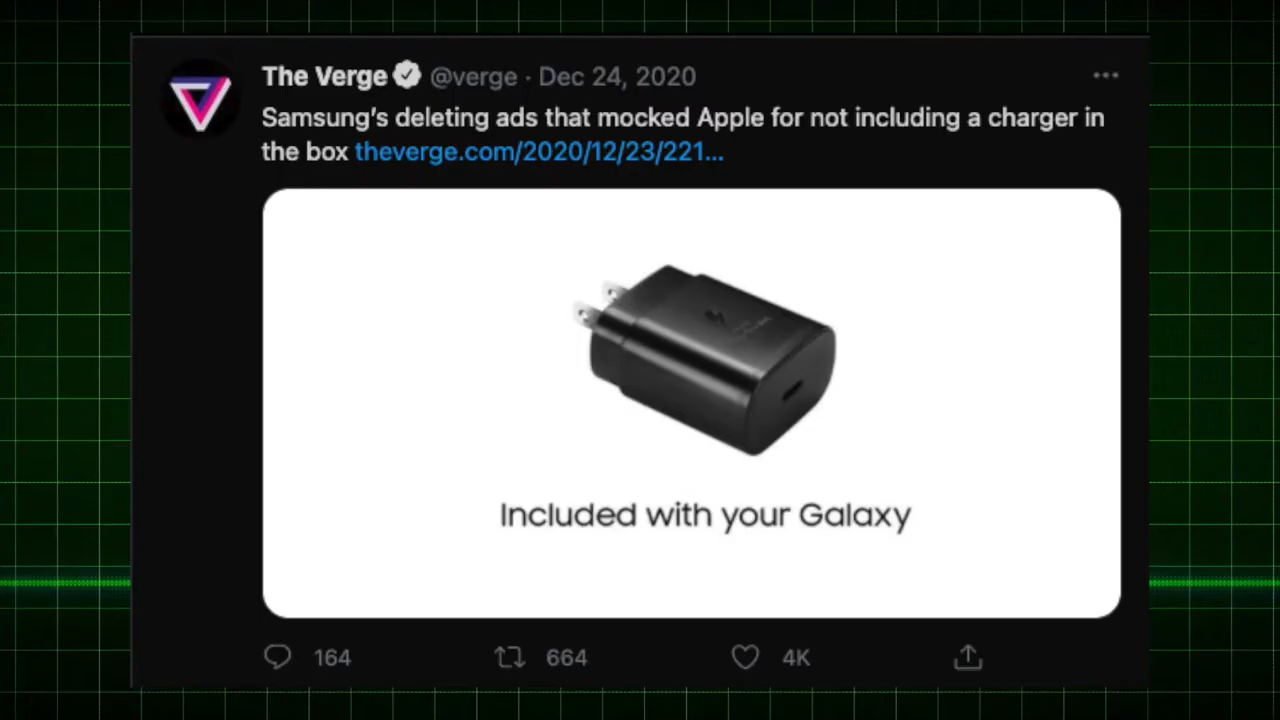 The Verge @verge · Dec 24, 2020
Samsung's deleting ads that mocked Apple for not including a charger in
the box theverge.com/2020/12/23/221...
Included with your Galaxy
164 664 4K